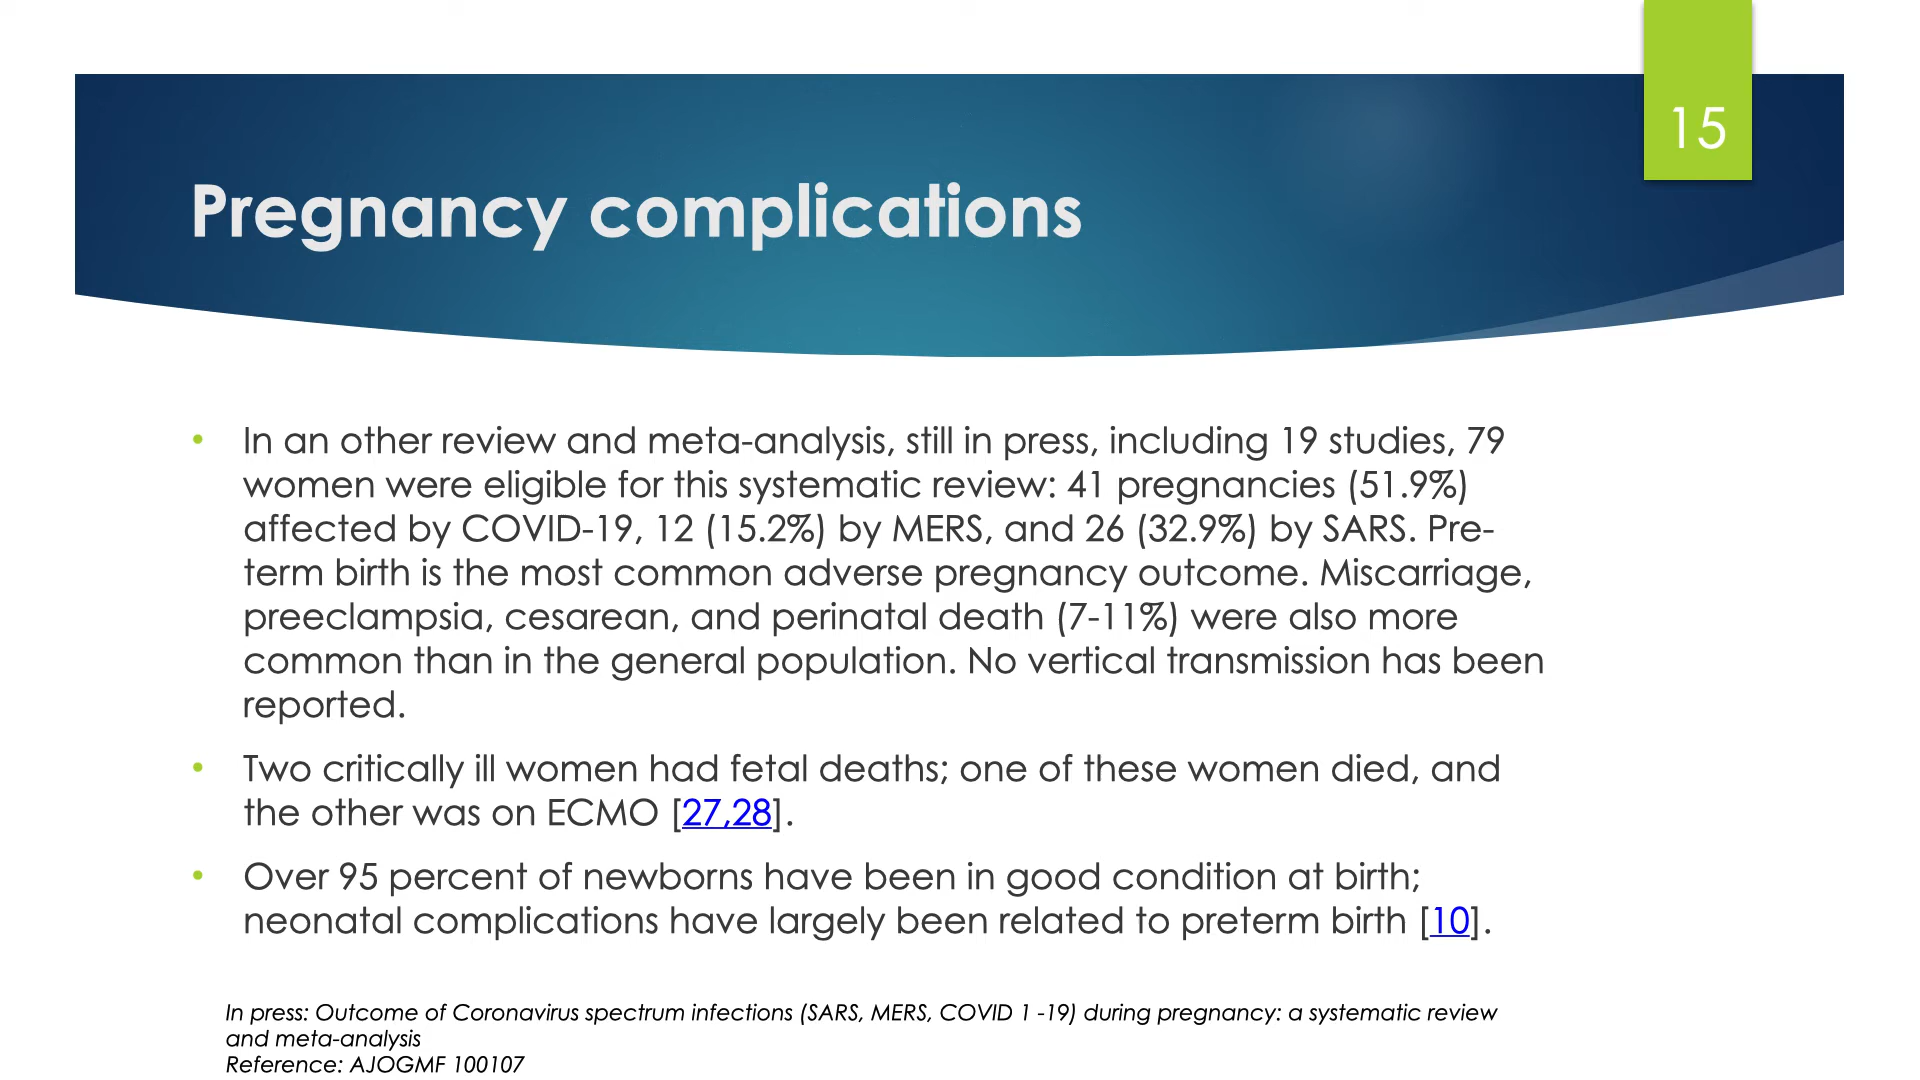 15
Pregnancy complications
• In an other review and meta-analysis, still in press, including 19 studies, 79
women were eligible for this systematic review: 41 pregnancies (51.9%)
affected by COVID-19, 12 (15.2%) by MERS, and 26 (32.9%) by SARS. Pre-
term birth is the most common adverse pregnancy outcome. Miscarriage,
preeclampsia, cesarean, and perinatal death (7-11%) were also more
common than in the general population. No vertical transmission has been
reported.
• Two critically ill women had fetal deaths; one of these women died, and
the other was on ECMO [27,28].
• Over 95 percent of newborns have been in good condition at birth;
neonatal complications have largely been related to preterm birth [10].
In press: Outcome of Coronavirus spectrum infections (SARS, MERS, COVID 1 -19) during pregnancy: a systematic review
and meta-analysis
Reference: AJOGMF 100107